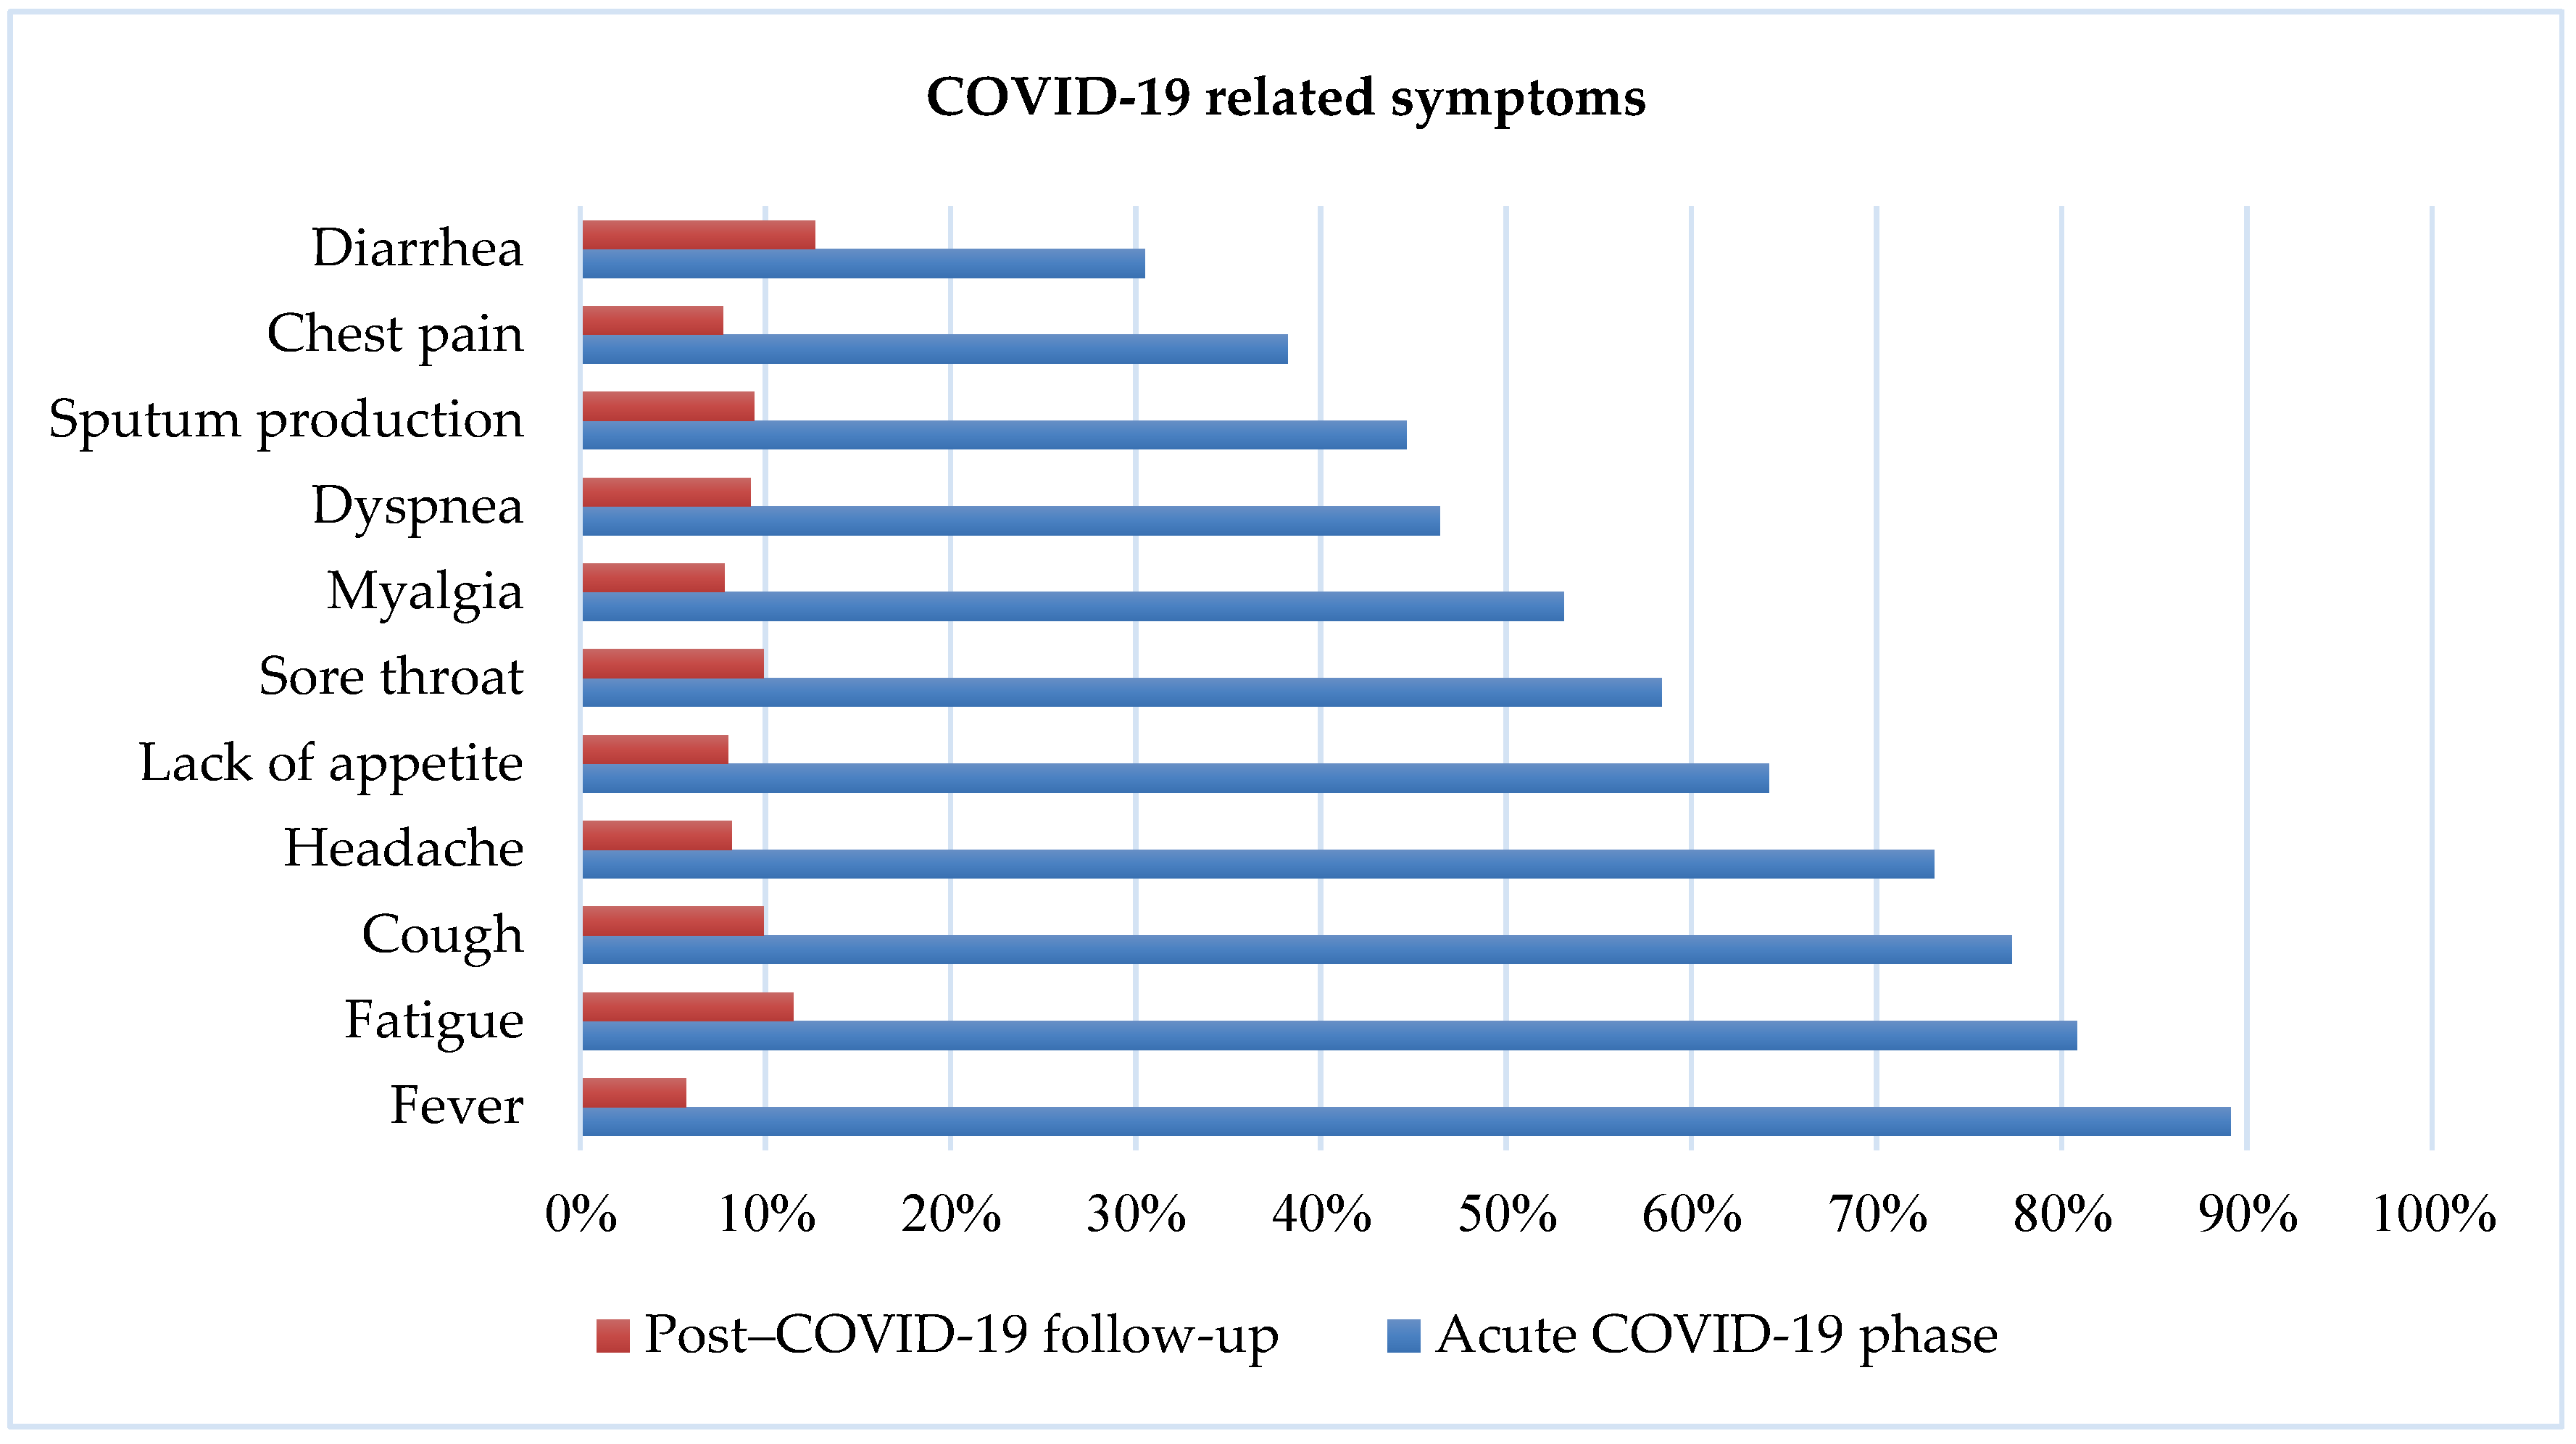 COVID-19 related symptoms
Diarrhea
Chest pain
Sputum production
Dyspnea
Myalgia
Sore throat
Lack of appetite
Headache
Cough
Fatigue
Fever
0% 10% 20% 30% 40% 50% 60% 70% 80% 90% 100%
Post–COVID-19 follow-up Acute COVID-19 phase